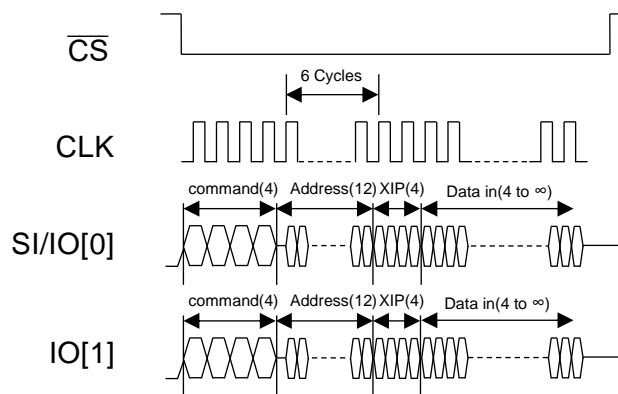 CS
6 Cycles
CLK
command(4) Address(12) XIP(4) Data in(4 to ∞)
SI/IO[0]
command(4) Address(12) XIP(4) Data in(4 to ∞)
IO[1]